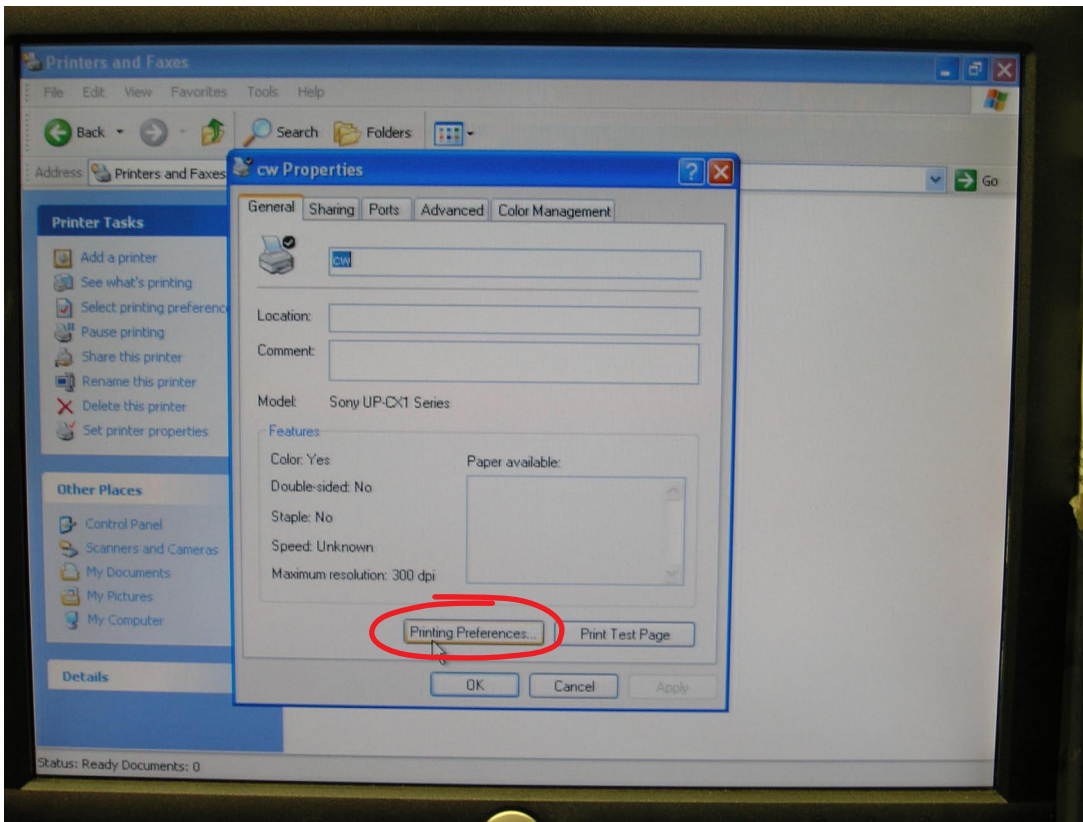 Printers and Faxes
File Edit View Favorites Tools Help
Back Search Folders
Address Printers and Faxes Go
Printer Tasks
Add a printer
See what's printing
Select printing preferenc
Pause printing
Share this printer
Rename this printer
Delete this printer
Set printer properties
Other Places
Control Panel
Scanners and Cameras
My Documents
My Pictures
My Computer
Details
cw Properties
General Sharing Ports Advanced Color Management
cw
Location:
Comment:
Model: Sony UP-CX1 Series
Features
Color: Yes
Double-sided: No
Staple: No
Speed: Unknown
Maximum resolution: 300 dpi
Paper available:
Printing Preferences... Print Test Page
OK Cancel Apply
Status: Ready Documents: 0